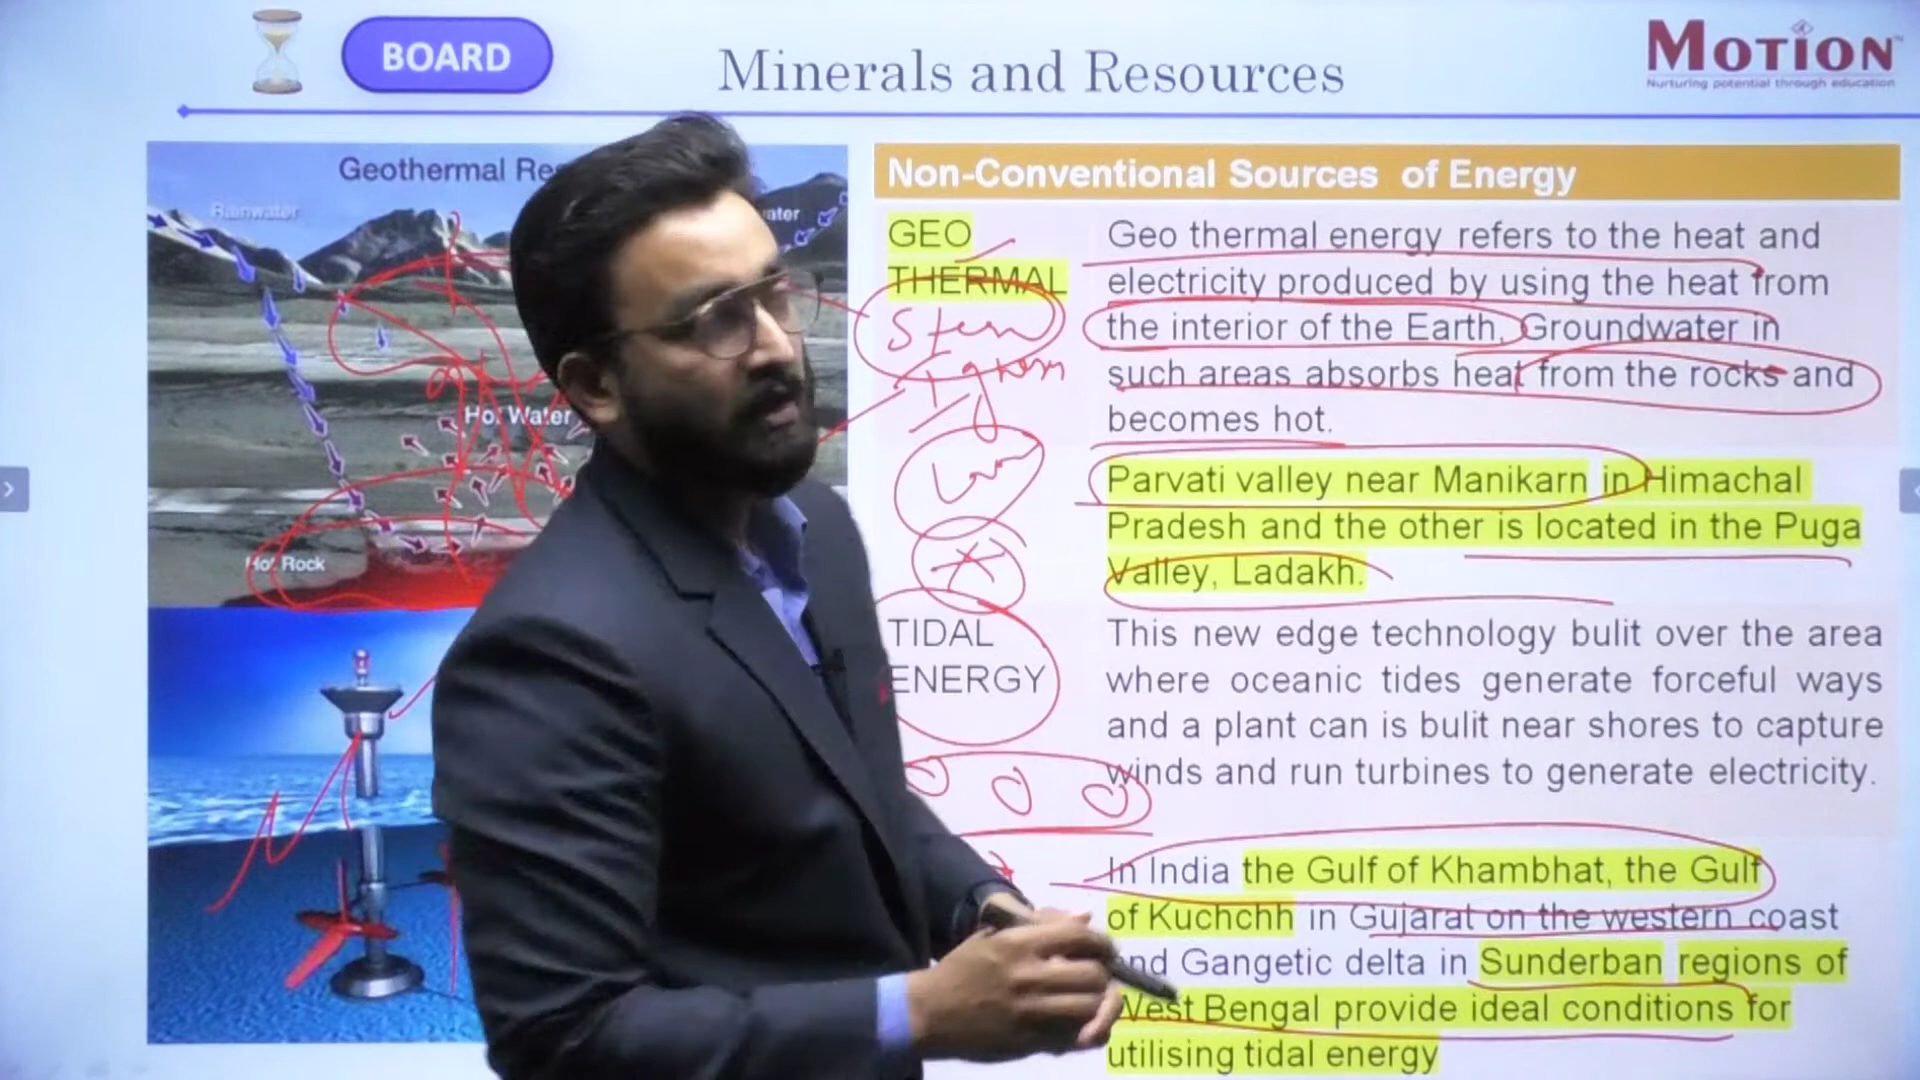 BOARD
Minerals and Resources
MOTION
Nurturing potential through education
Geothermal Res
Rainwater
water
Hot Water
Hot Rock
Non-Conventional Sources of Energy
GEO
THERMAL
Geo thermal energy refers to the heat and
electricity produced by using the heat from
the interior of the Earth, Groundwater in
such areas absorbs heat from the rocks and
becomes hot.
Parvati valley near Manikarn in Himachal
Pradesh and the other is located in the Puga
Valley, Ladakh.
TIDAL
ENERGY
This new edge technology bulit over the area
where oceanic tides generate forceful ways
and a plant can is bulit near shores to capture
winds and run turbines to generate electricity.
In India the Gulf of Khambhat, the Gulf
of Kuchchh in Gujarat on the western coast
and Gangetic delta in Sunderban regions of
West Bengal provide ideal conditions for
utilising tidal energy